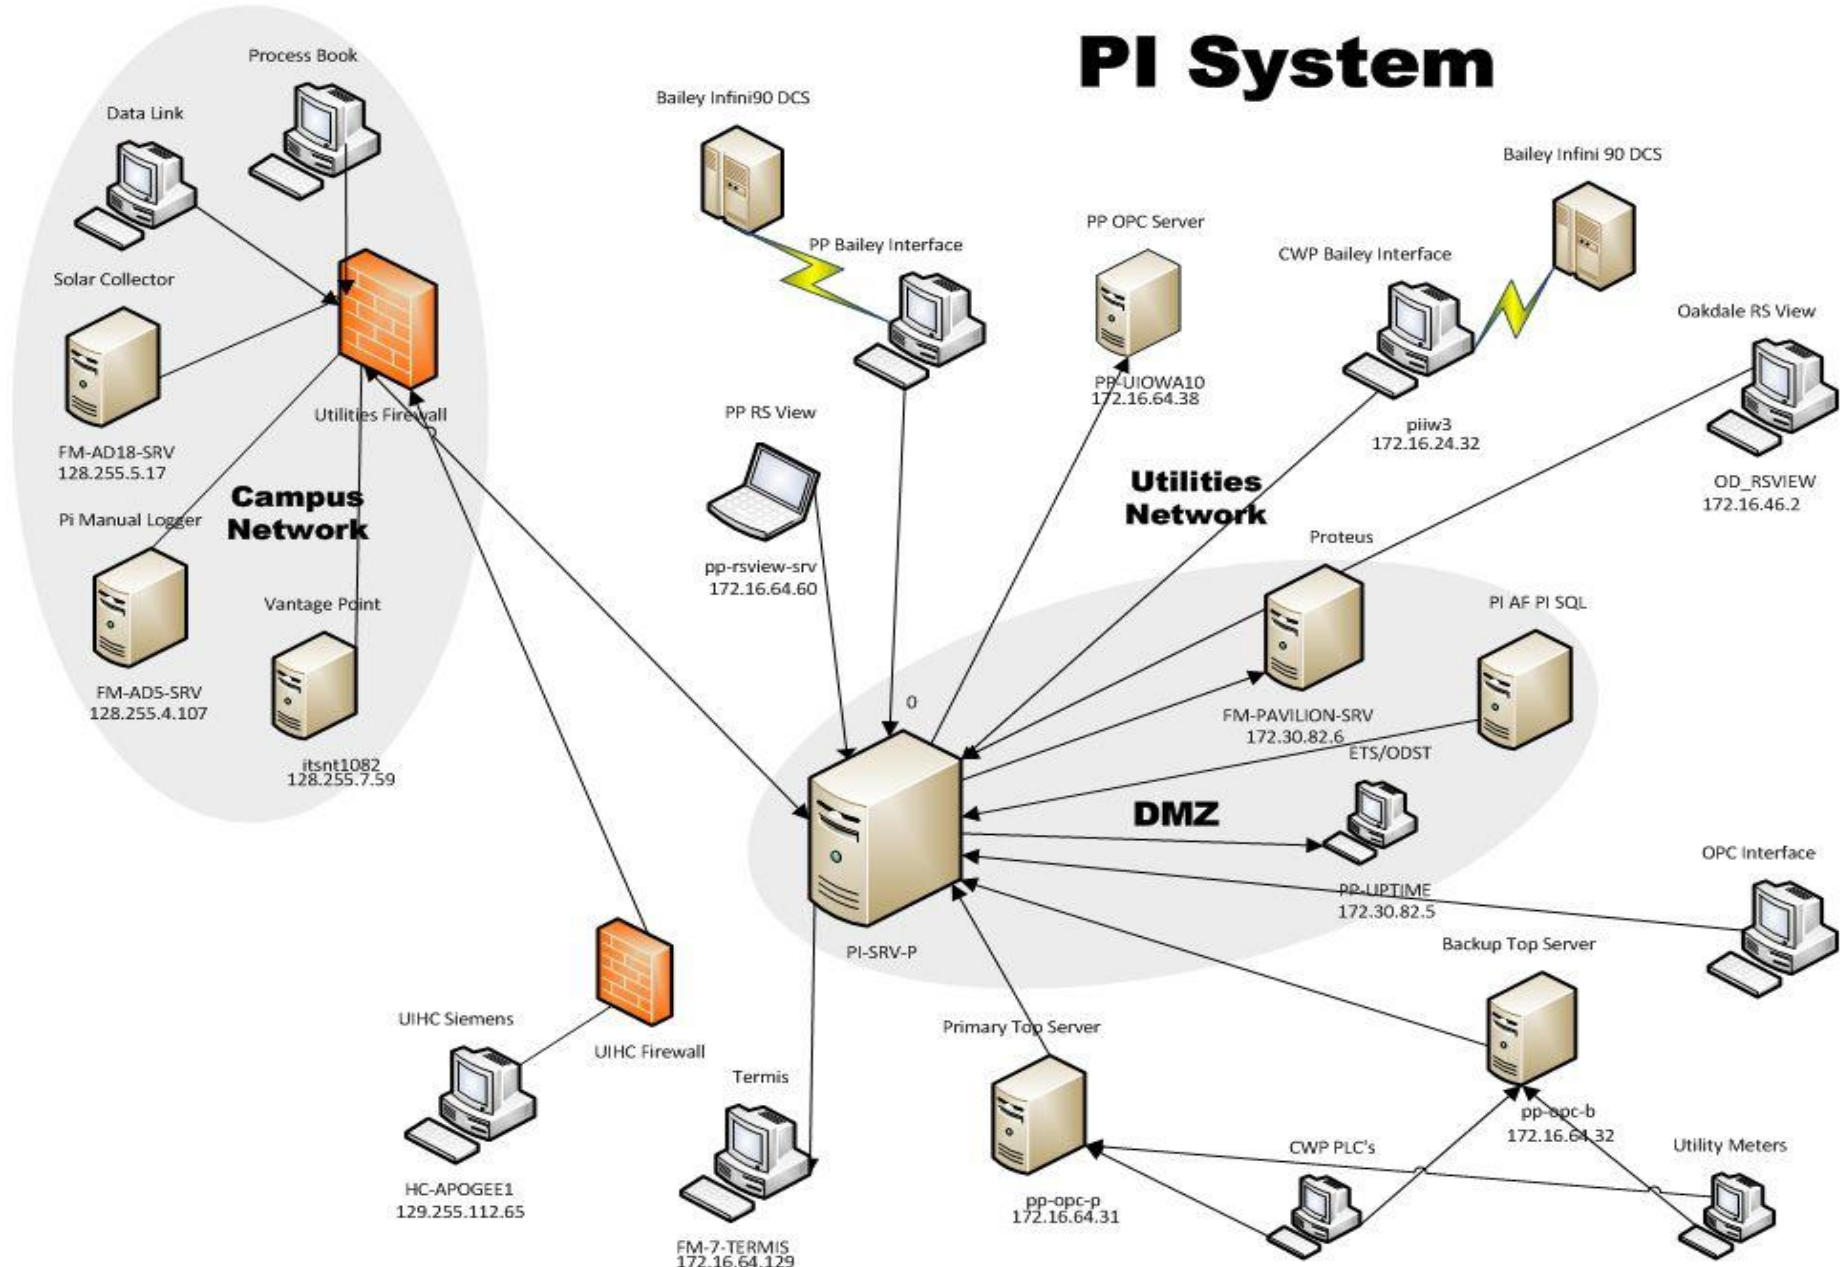 PI System
Process Book
Data Link
Solar Collector
FM-AD18-SRV
128.255.5.17
Utilities Firewall
Campus
Network
Pi Manual Logger
FM-AD5-SRV
128.255.4.107
Vantage Point
itsnt1082
128.255.7.59
Bailey Infini90 DCS
PP Bailey Interface
PP RS View
pp-rsview-srv
172.16.64.60
PP OPC Server
PP-UIOWA10
172.16.64.38
Bailey Infini 90 DCS
CWP Bailey Interface
piiw3
172.16.24.32
Oakdale RS View
OD_RSVIEW
172.16.46.2
Utilities
Network
Proteus
FM-PAVILION-SRV
172.30.82.6
PI AF PI SQL
ETS/ODST
PP-UPTIME
172.30.82.5
DMZ
0
PI-SRV-P
OPC Interface
Backup Top Server
pp-opc-b
172.16.64.32
Primary Top Server
pp-opc-p
172.16.64.31
CWP PLC's
Utility Meters
UIHC Firewall
UIHC Siemens
HC-APOGEE1
129.255.112.65
Termis
FM-7-TERMIS
172.16.64.129